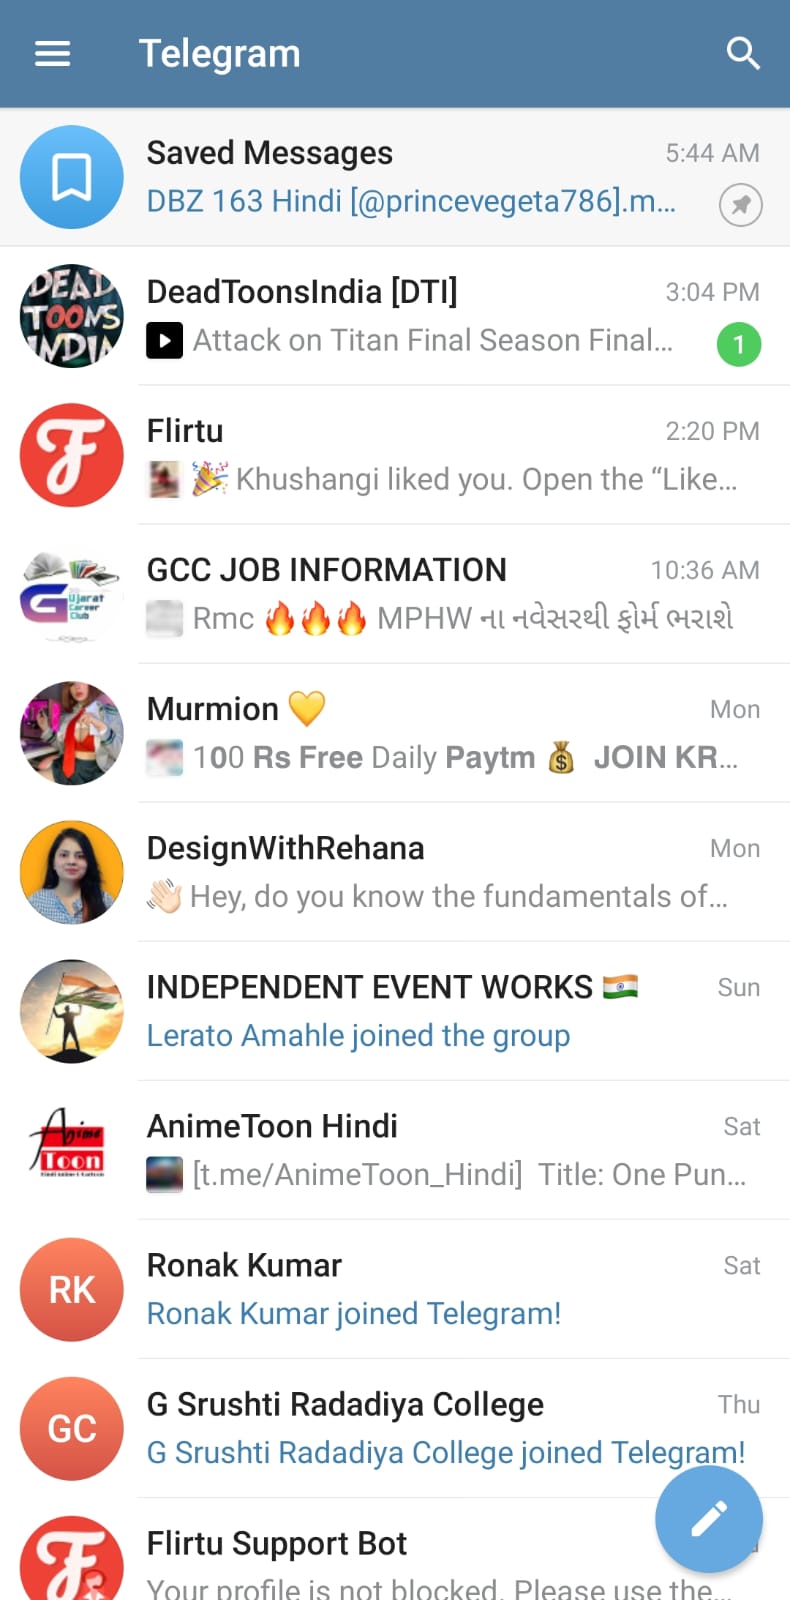 Telegram
Saved Messages 5:44 AM
DBZ 163 Hindi [@princevegeta786].m...
DEAD TOONS INDIA
DeadToonsIndia [DTI] 3:04 PM
Attack on Titan Final Season Final... 1
F
Flirtu 2:20 PM
🎉 Khushangi liked you. Open the “Like...
G Gujarat Career Club
GCC JOB INFORMATION 10:36 AM
Rmc 🔥🔥🔥 MPHW ના નવેસરથી ફોર્મ ભરાશે
Murmion 💛 Mon
100 Rs Free Daily Paytm 💰 JOIN KR...
DesignWithRehana Mon
👋🏻 Hey, do you know the fundamentals of...
INDEPENDENT EVENT WORKS 🇮🇳 Sun
Lerato Amahle joined the group
Anime Toon
AnimeToon Hindi Sat
[t.me/AnimeToon_Hindi] Title: One Pun...
RK
Ronak Kumar Sat
Ronak Kumar joined Telegram!
GC
G Srushti Radadiya College Thu
G Srushti Radadiya College joined Telegram!
F
Flirtu Support Bot
Your profile is not blocked. Please use the...